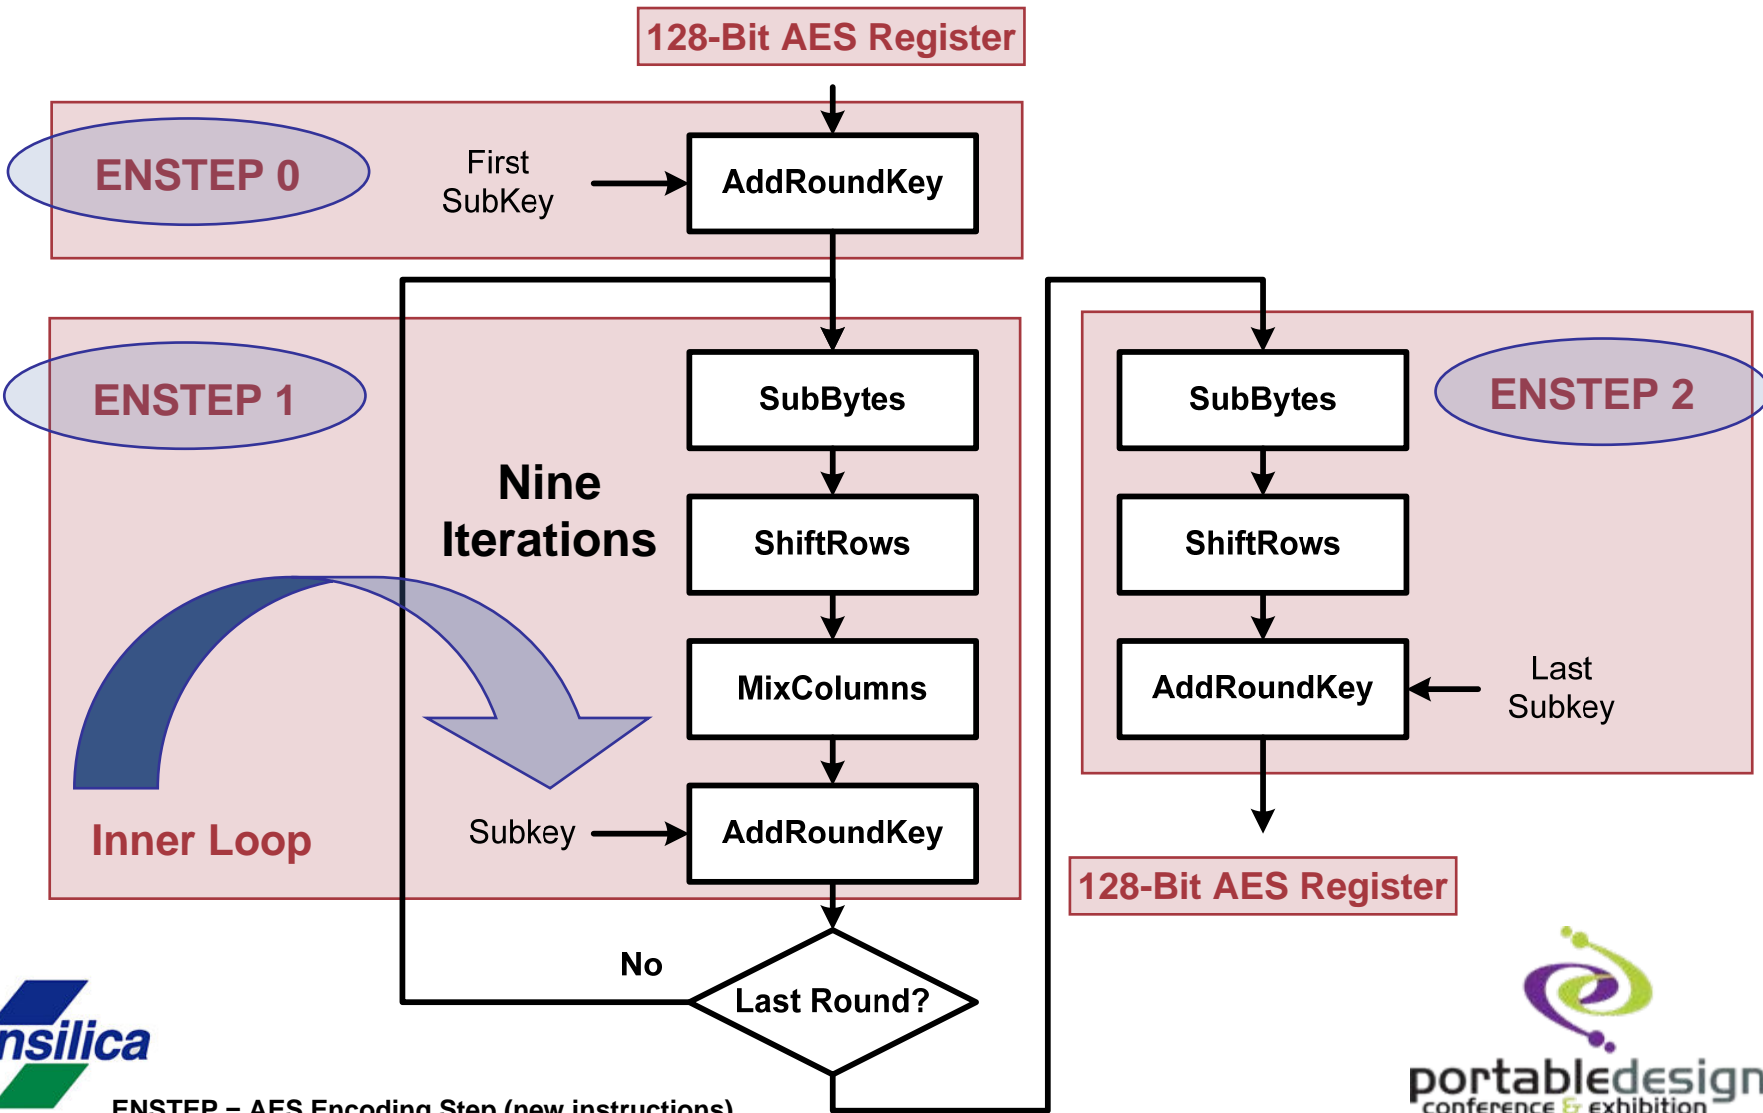 128-Bit AES Register
ENSTEP 0
First
SubKey
AddRoundKey
ENSTEP 1
Nine
Iterations
SubBytes
ShiftRows
MixColumns
Subkey
AddRoundKey
Inner Loop
No
Last Round?
SubBytes
ENSTEP 2
ShiftRows
AddRoundKey
Last
Subkey
128-Bit AES Register
nsilica
ENSTEP = AES Encoding Step (new instructions)
portabledesign
conference & exhibition